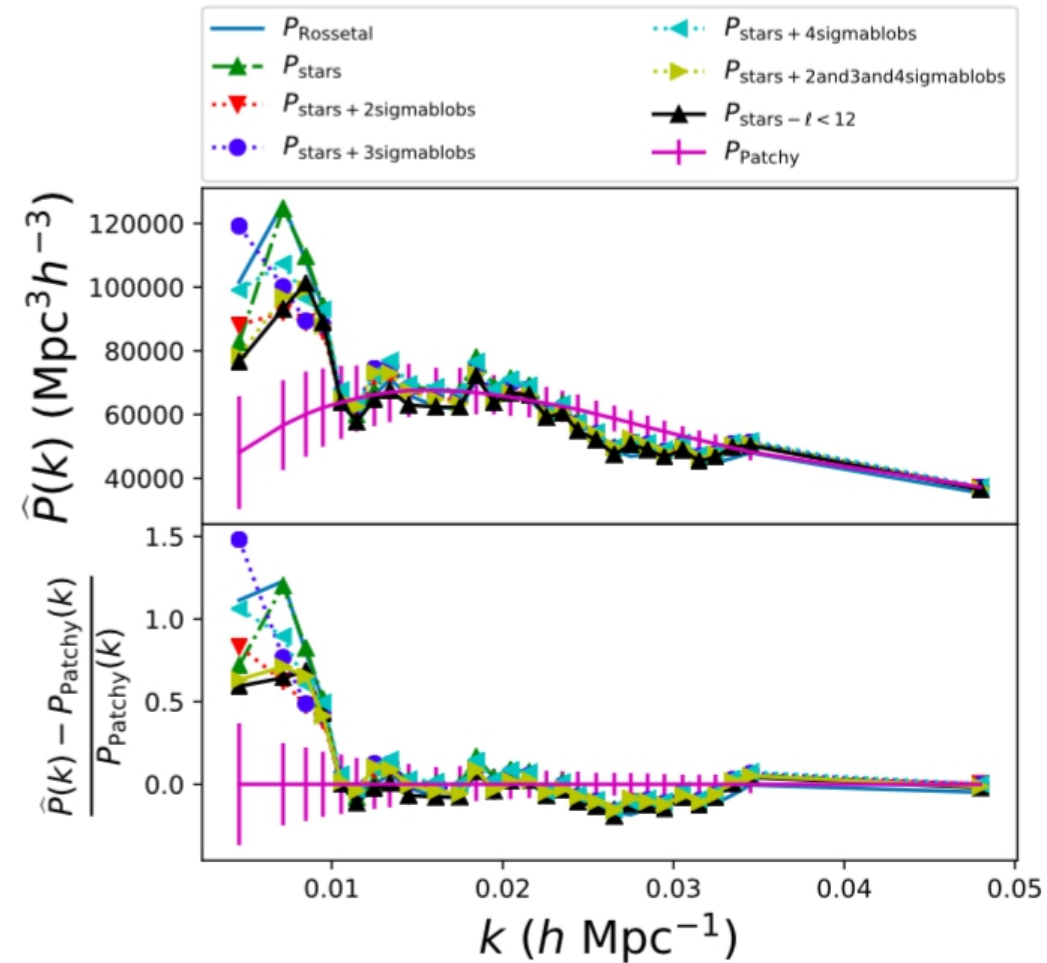 P_Rossetal
P_stars
P_stars + 2sigmablobs
P_stars + 3sigmablobs
P_stars + 4sigmablobs
P_stars + 2and3and4sigmablobs
P_stars − ℓ < 12
P_Patchy
P̂(k) (Mpc³h⁻³)
120000
100000
80000
60000
40000
P̂(k) − P_Patchy(k)
P_Patchy(k)
1.5
1.0
0.5
0.0
0.01 0.02 0.03 0.04 0.05
k (h Mpc⁻¹)